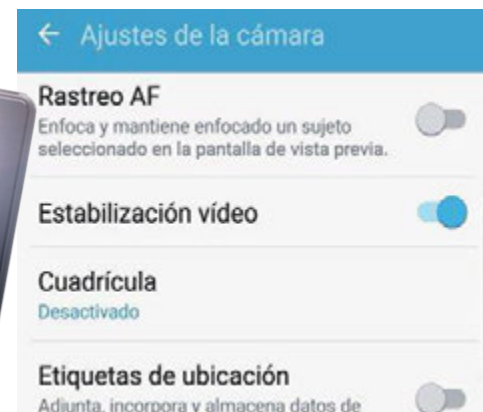 Ajustes de la cámara
Rastreo AF
Enfoca y mantiene enfocado un sujeto
seleccionado en la pantalla de vista previa.
Estabilización vídeo
Cuadrícula
Desactivado
Etiquetas de ubicación
Adjunta, incorpora y almacena datos de